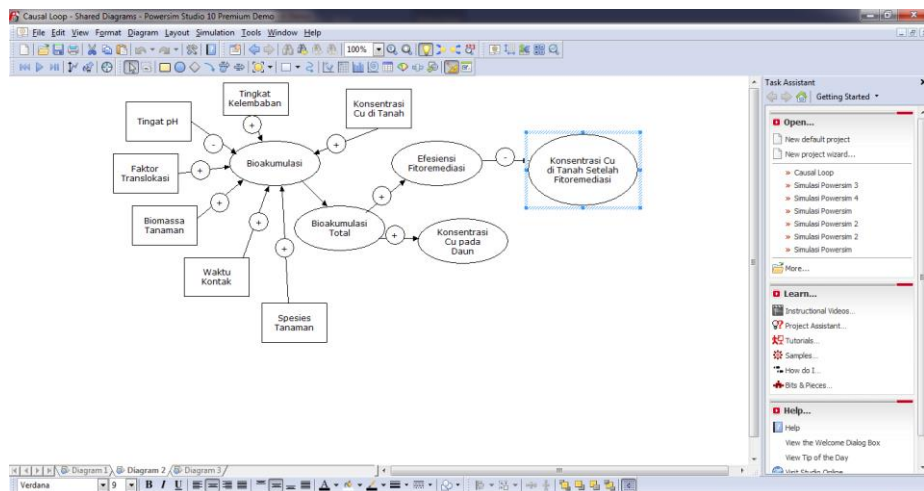 Causal Loop - Shared Diagrams - Powersim Studio 10 Premium Demo
File Edit View Format Diagram Layout Simulation Tools Window Help
100%
Tingkat
Kelembaban
Konsentrasi
Cu di Tanah
Tingat pH
+
-
+
Faktor
Translokasi
+
Bioakumulasi
Efesiensi
Fitoremediasi
-
Konsentrasi Cu
di Tanah Setelah
Fitoremediasi
Biomassa
Tanaman
+
+
Bioakumulasi
Total
+
Konsentrasi
Cu pada
Daun
Waktu
Kontak
+
+
Spesies
Tanaman
Task Assistant
Getting Started
Open...
New default project
New project wizard...
» Causal Loop
» Simulasi Powersim 3
» Simulasi Powersim 4
» Simulasi Powersim
» Simulasi Powersim 2
» Simulasi Powersim 2
» Simulasi Powersim
More...
Learn...
Instructional Videos...
Project Assistant...
Tutorials...
Samples...
How do I...
Bits & Pieces...
Help...
Help
View the Welcome Dialog Box
View Tip of the Day
Visit Studio Online
Diagram 1 Diagram 2 Diagram 3
Verdana 9 B I U A